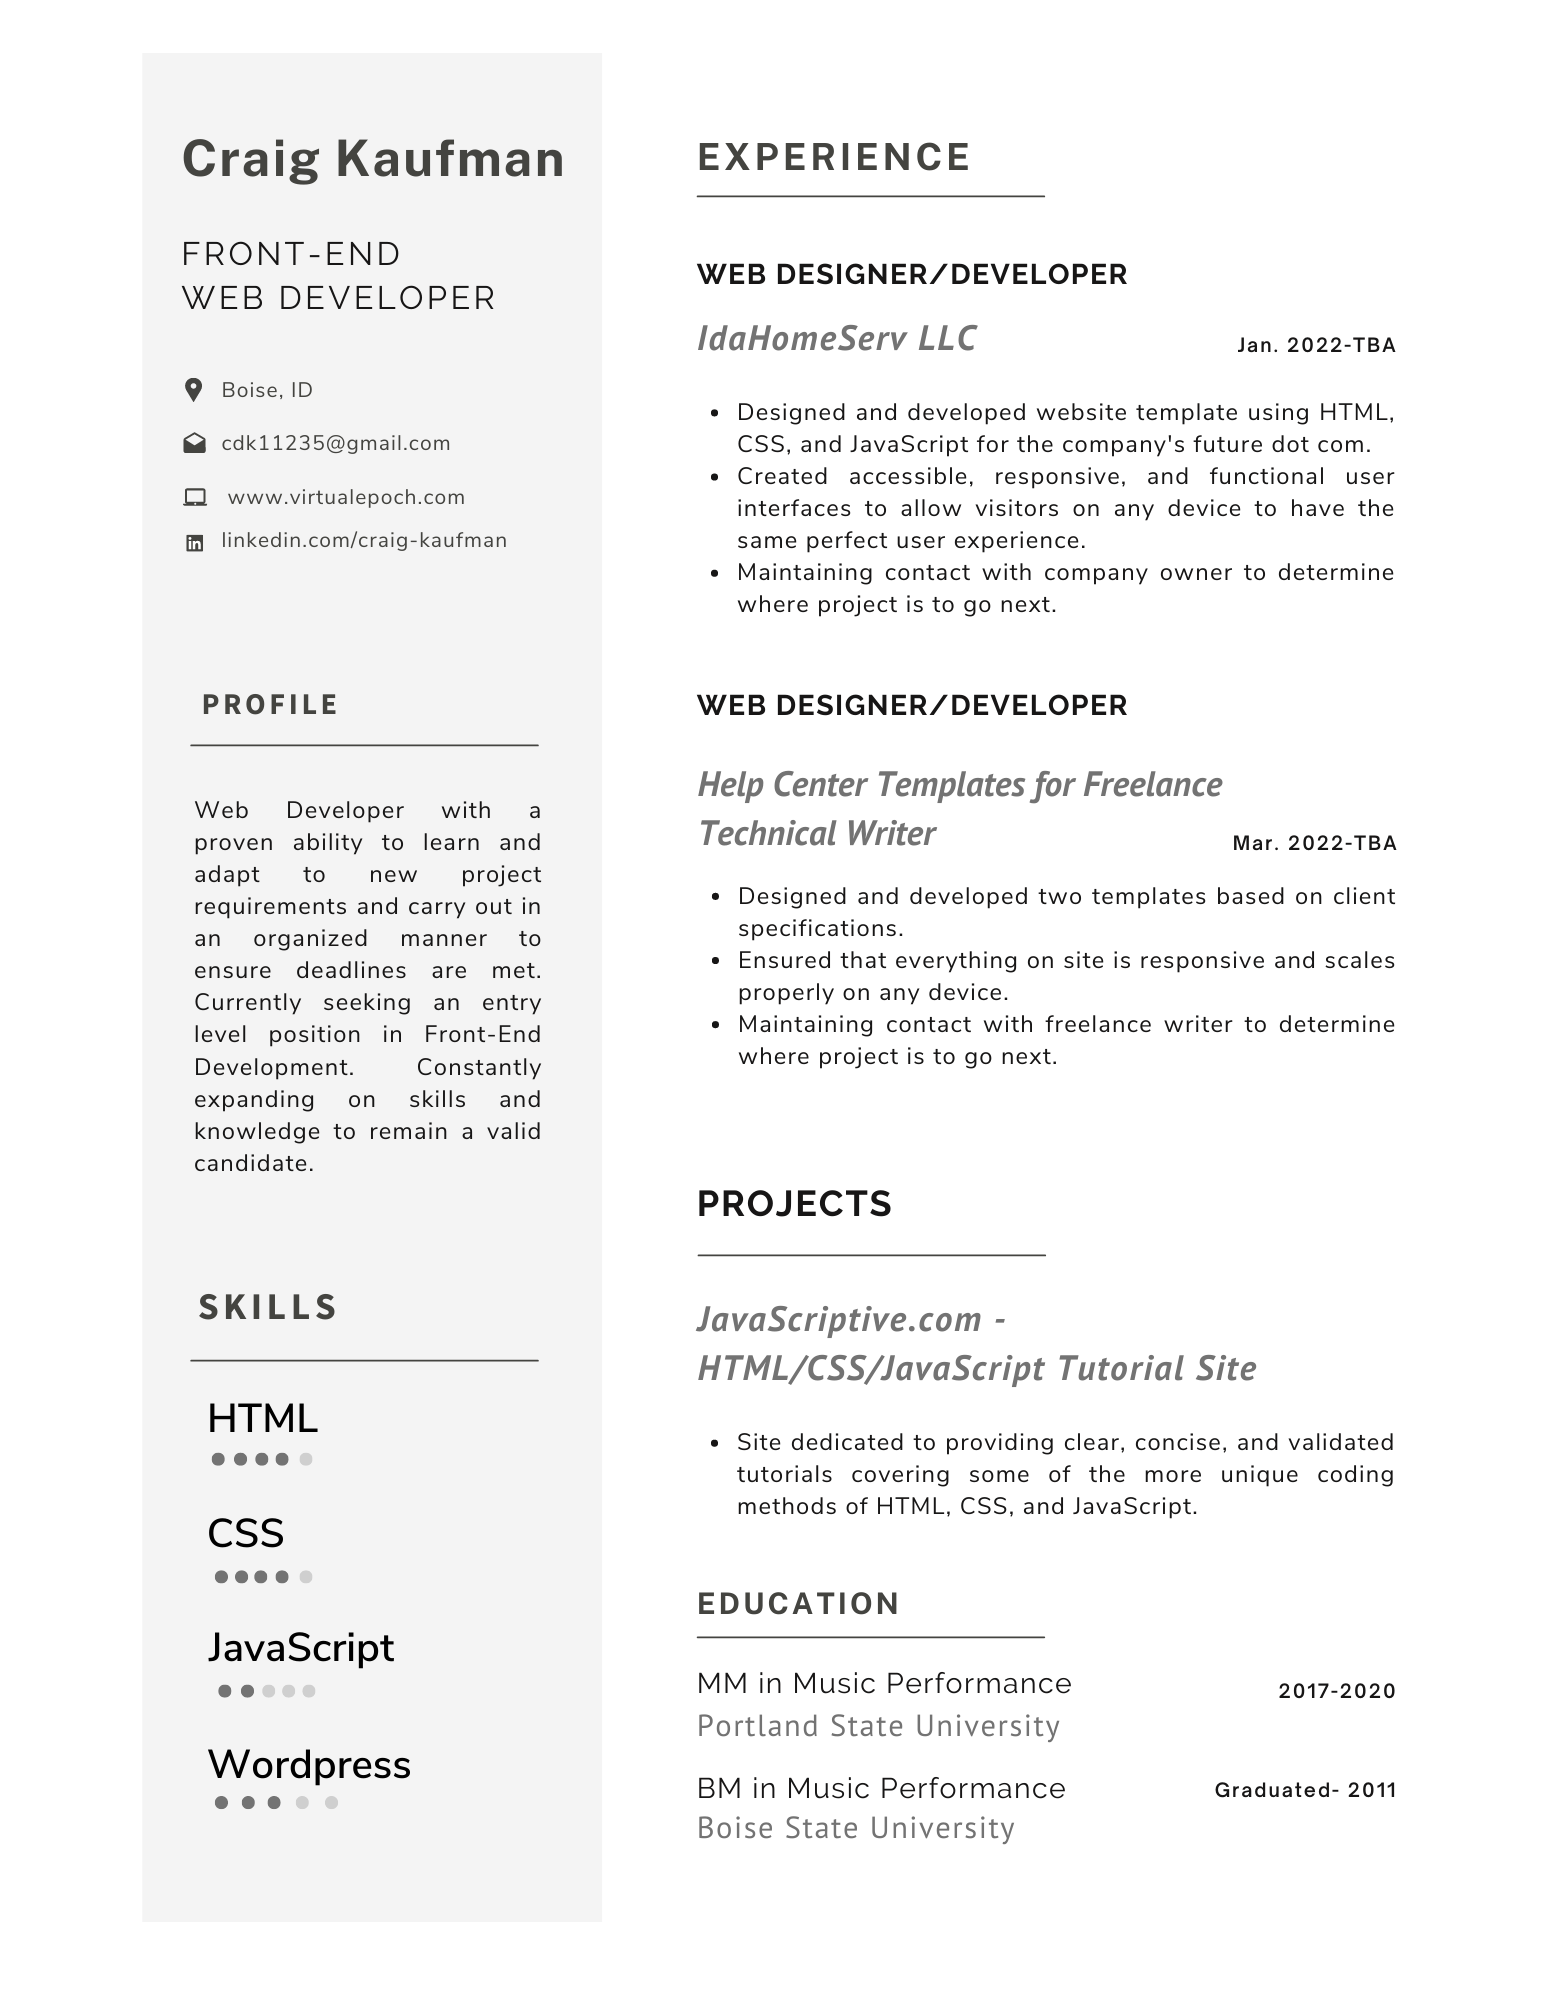 Craig Kaufman
FRONT-END
WEB DEVELOPER
Boise, ID
cdk11235@gmail.com
www.virtualepoch.com
linkedin.com/craig-kaufman
PROFILE
Web Developer with a
proven ability to learn and
adapt to new project
requirements and carry out in
an organized manner to
ensure deadlines are met.
Currently seeking an entry
level position in Front-End
Development. Constantly
expanding on skills and
knowledge to remain a valid
candidate.
SKILLS
HTML
CSS
JavaScript
Wordpress
EXPERIENCE
WEB DESIGNER/DEVELOPER
IdaHomeServ LLC
Jan. 2022-TBA
• Designed and developed website template using HTML,
CSS, and JavaScript for the company's future dot com.
• Created accessible, responsive, and functional user
interfaces to allow visitors on any device to have the
same perfect user experience.
• Maintaining contact with company owner to determine
where project is to go next.
WEB DESIGNER/DEVELOPER
Help Center Templates for Freelance
Technical Writer
Mar. 2022-TBA
• Designed and developed two templates based on client
specifications.
• Ensured that everything on site is responsive and scales
properly on any device.
• Maintaining contact with freelance writer to determine
where project is to go next.
PROJECTS
JavaScriptive.com -
HTML/CSS/JavaScript Tutorial Site
• Site dedicated to providing clear, concise, and validated
tutorials covering some of the more unique coding
methods of HTML, CSS, and JavaScript.
EDUCATION
MM in Music Performance
2017-2020
Portland State University
BM in Music Performance
Graduated- 2011
Boise State University